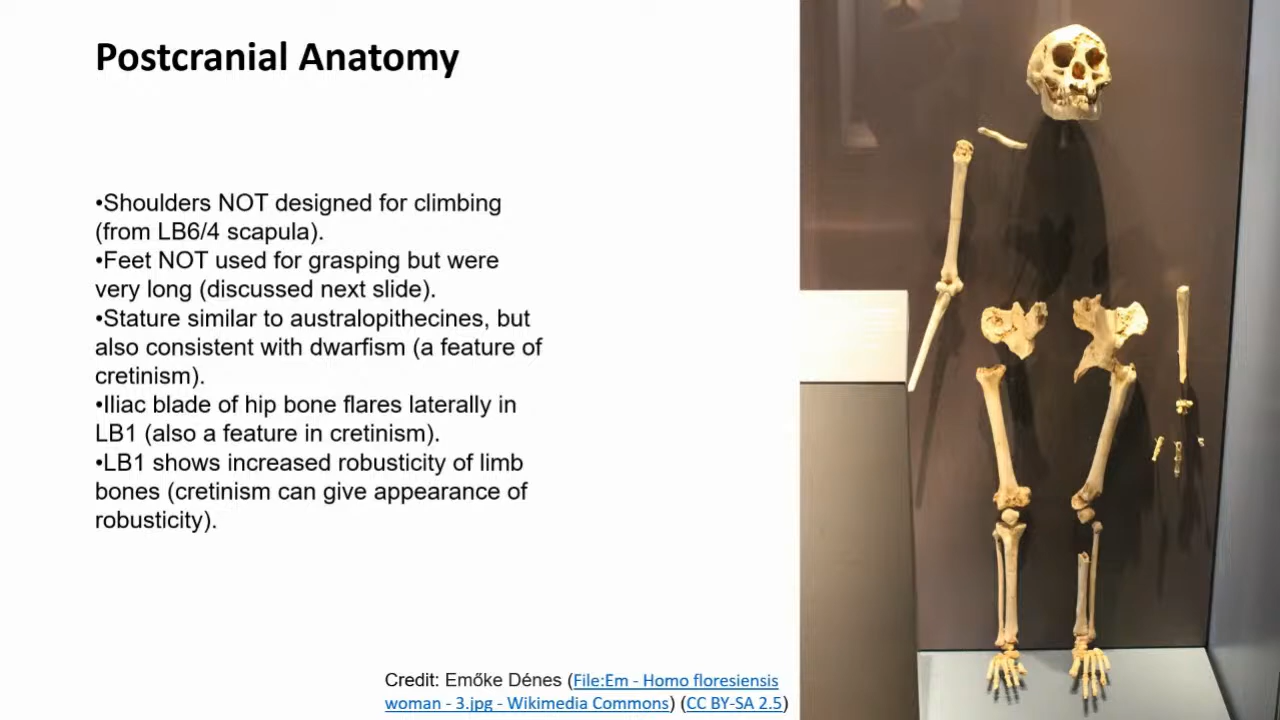 Postcranial Anatomy
•Shoulders NOT designed for climbing
(from LB6/4 scapula).
•Feet NOT used for grasping but were
very long (discussed next slide).
•Stature similar to australopithecines, but
also consistent with dwarfism (a feature of
cretinism).
•Iliac blade of hip bone flares laterally in
LB1 (also a feature in cretinism).
•LB1 shows increased robusticity of limb
bones (cretinism can give appearance of
robusticity).
Credit: Emőke Dénes (File:Em - Homo floresiensis
woman - 3.jpg - Wikimedia Commons) (CC BY-SA 2.5)